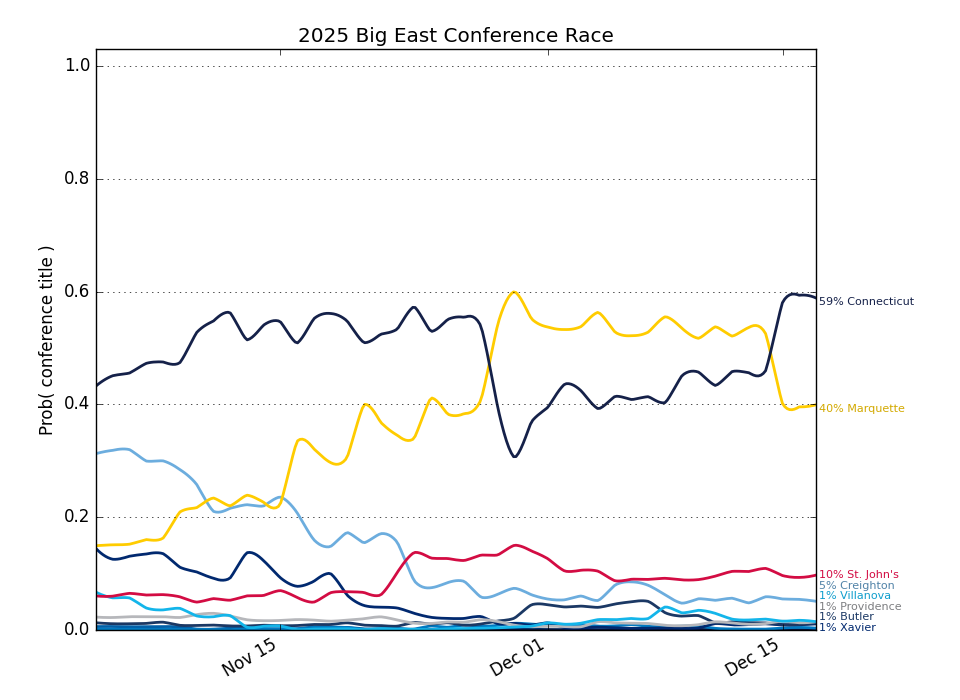 2025 Big East Conference Race
Prob( conference title )
1.0
0.8
0.6
0.4
0.2
0.0
Nov 15
Dec 01
Dec 15
59% Connecticut
40% Marquette
10% St. John's
5% Creighton
1% Villanova
1% Providence
1% Butler
1% Xavier